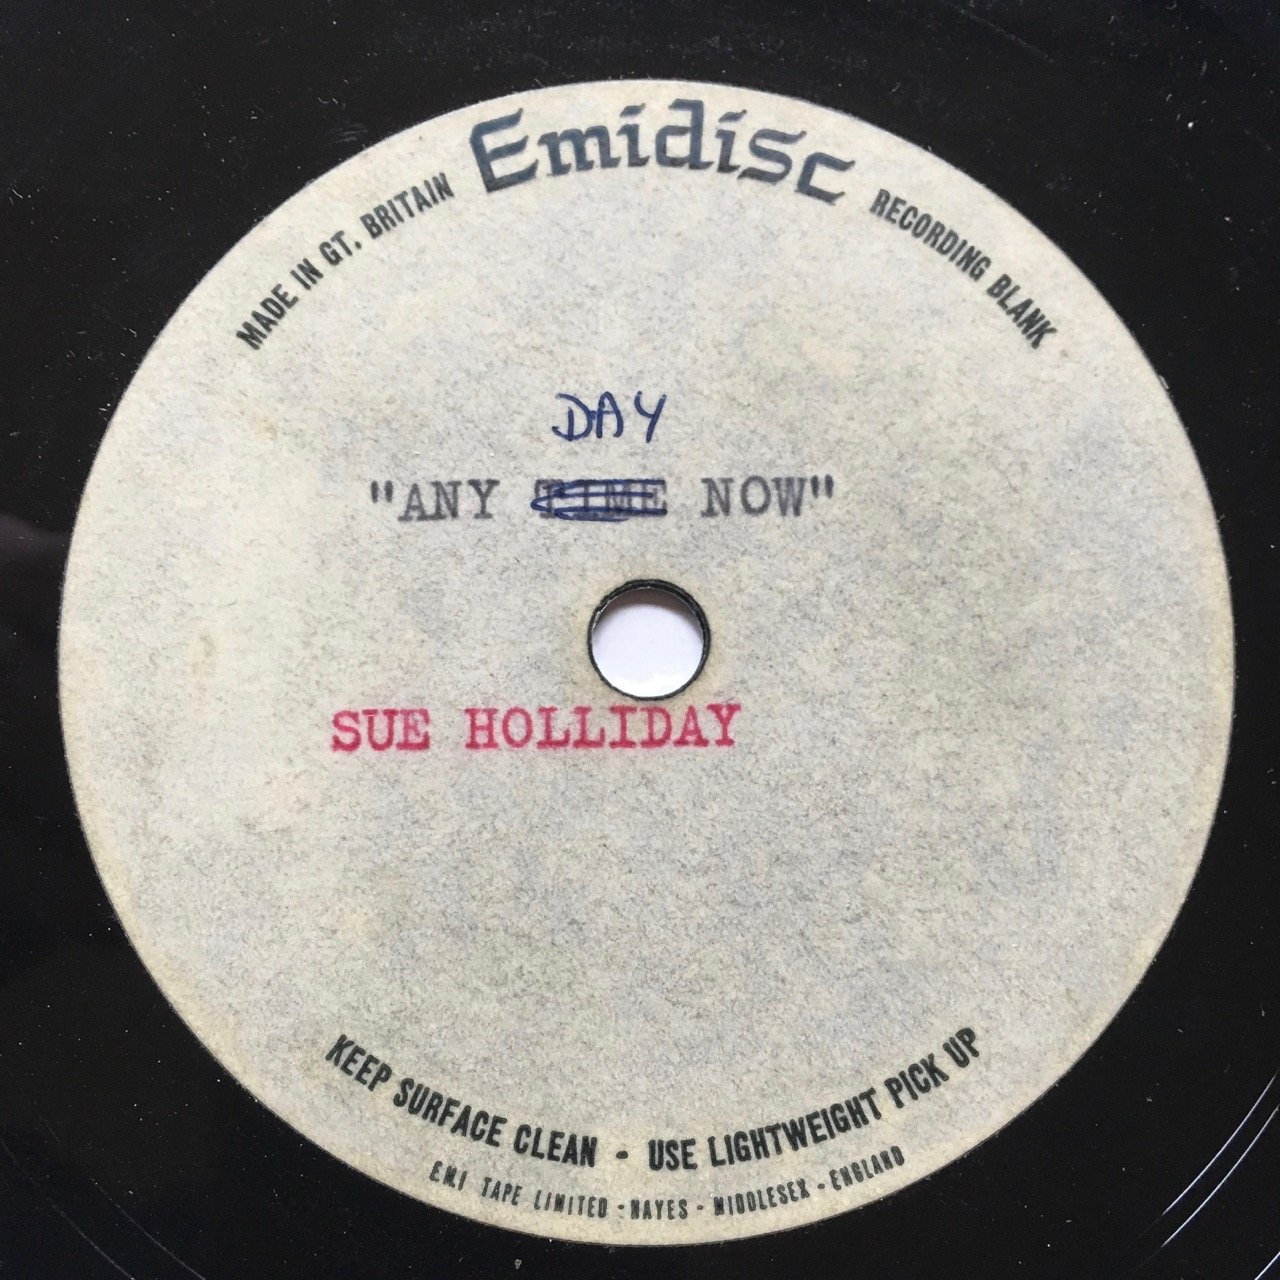 MADE IN GT. BRITAIN Emidisc RECORDING BLANK
DAY
"ANY TIME NOW"
SUE HOLLIDAY
KEEP SURFACE CLEAN - USE LIGHTWEIGHT PICK UP
E.M.I TAPE LIMITED - HAYES - MIDDLESEX - ENGLAND